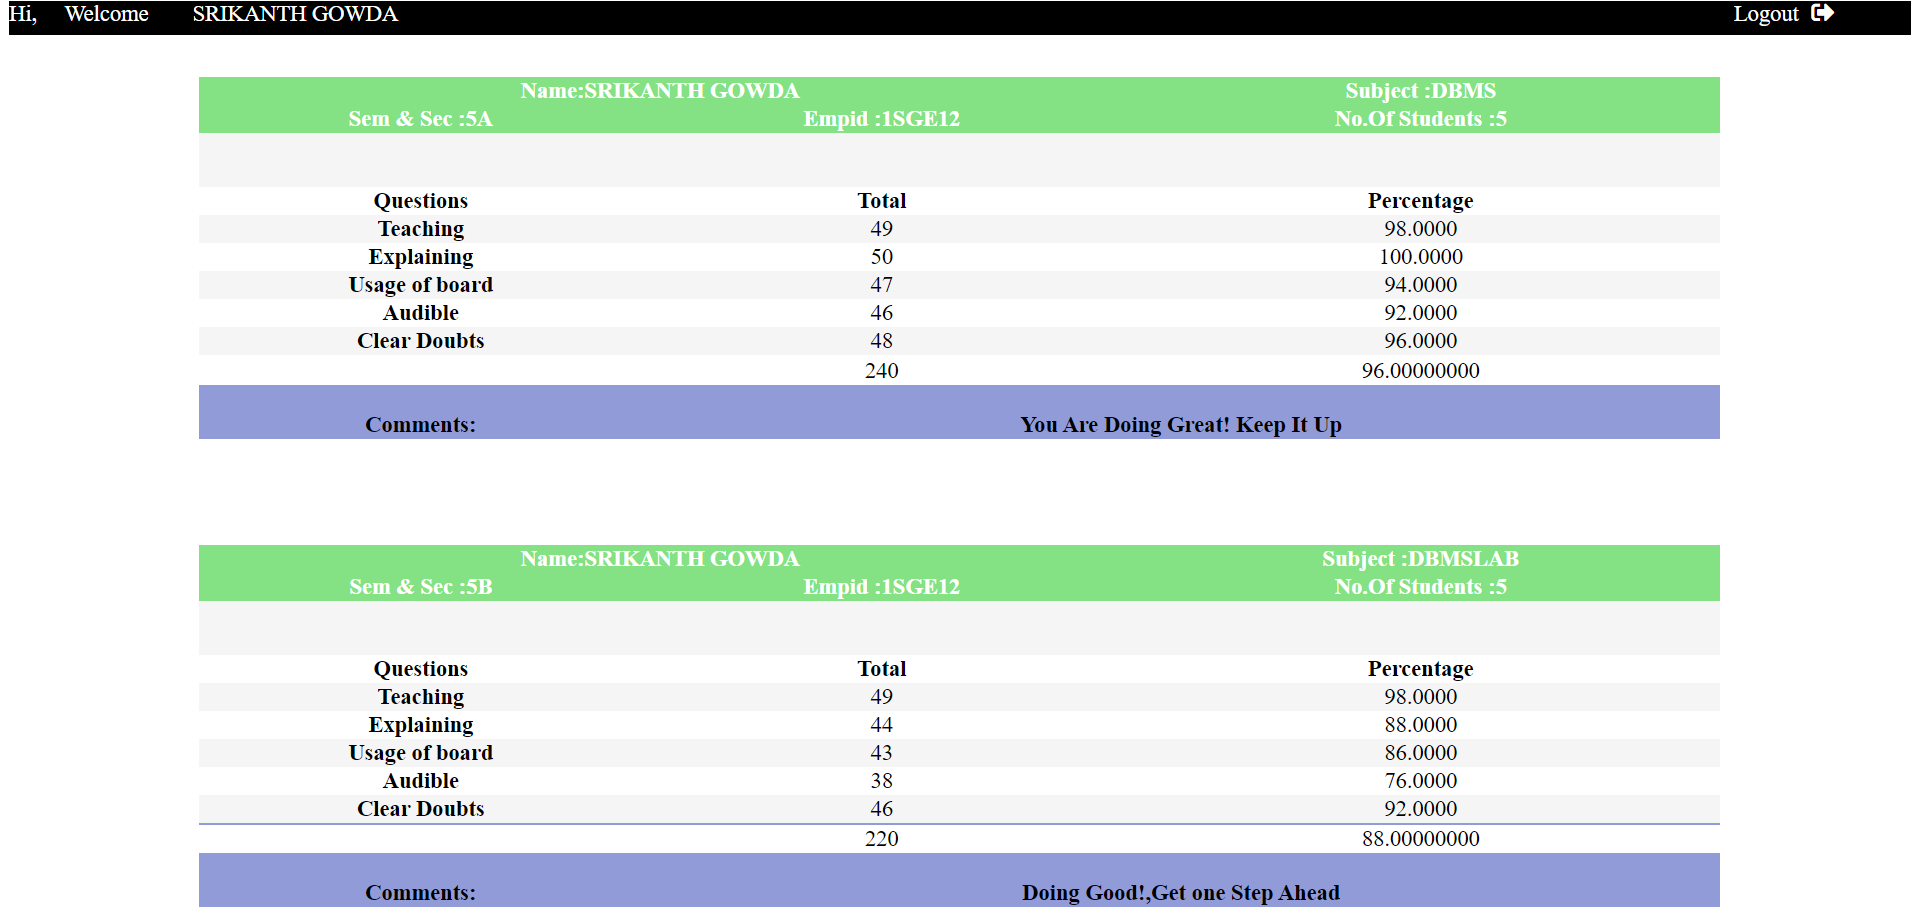 Hi, Welcome SRIKANTH GOWDA Logout
Name:SRIKANTH GOWDA Subject :DBMS
Sem & Sec :5A Empid :1SGE12 No.Of Students :5
Questions Total Percentage
Teaching 49 98.0000
Explaining 50 100.0000
Usage of board 47 94.0000
Audible 46 92.0000
Clear Doubts 48 96.0000
240 96.00000000
Comments: You Are Doing Great! Keep It Up
Name:SRIKANTH GOWDA Subject :DBMSLAB
Sem & Sec :5B Empid :1SGE12 No.Of Students :5
Questions Total Percentage
Teaching 49 98.0000
Explaining 44 88.0000
Usage of board 43 86.0000
Audible 38 76.0000
Clear Doubts 46 92.0000
220 88.00000000
Comments: Doing Good!,Get one Step Ahead